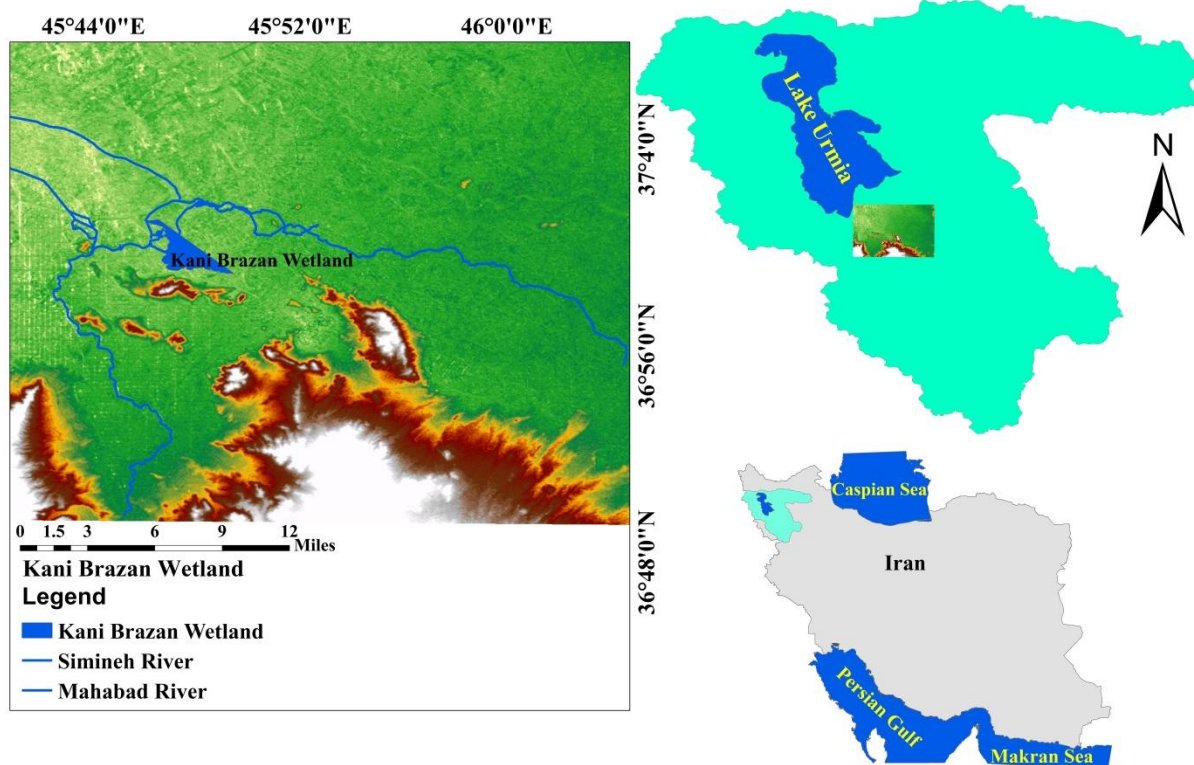 45°44'0"E
45°52'0"E
46°0'0"E
Kani Brazan Wetland
37°4'0"N
36°56'0"N
36°48'0"N
0 1.5 3 6 9 12
Miles
Kani Brazan Wetland
Legend
Kani Brazan Wetland
Simineh River
Mahabad River
Lake Urmia
N
Caspian Sea
Iran
Persian Gulf
Makran Sea